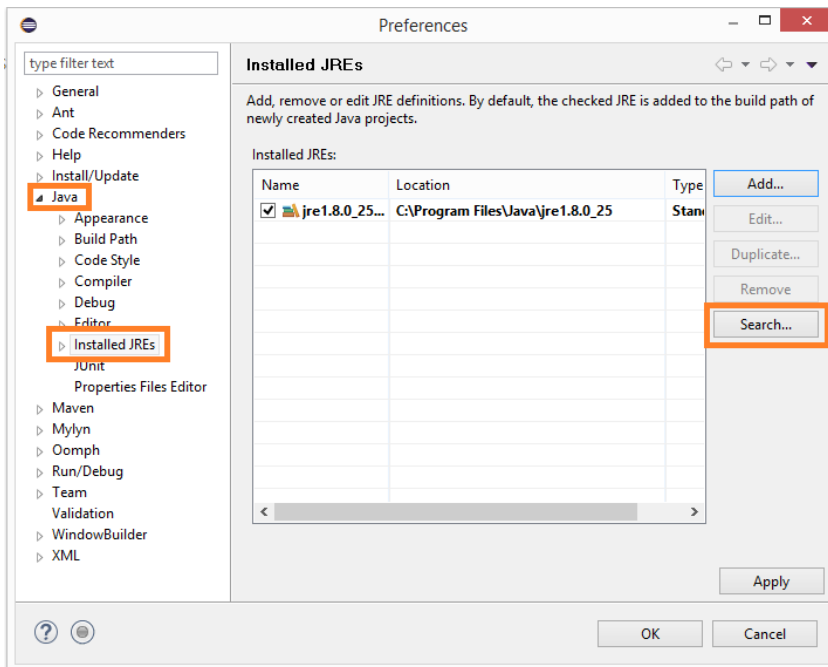 Preferences
type filter text
General
Ant
Code Recommenders
Help
Install/Update
Java
Appearance
Build Path
Code Style
Compiler
Debug
Editor
Installed JREs
JUnit
Properties Files Editor
Maven
Mylyn
Oomph
Run/Debug
Team
Validation
WindowBuilder
XML
Installed JREs
Add, remove or edit JRE definitions. By default, the checked JRE is added to the build path of
newly created Java projects.
Installed JREs:
Name Location Type
jre1.8.0_25... C:\Program Files\Java\jre1.8.0_25 Stan
Add...
Edit...
Duplicate...
Remove
Search...
Apply
OK Cancel